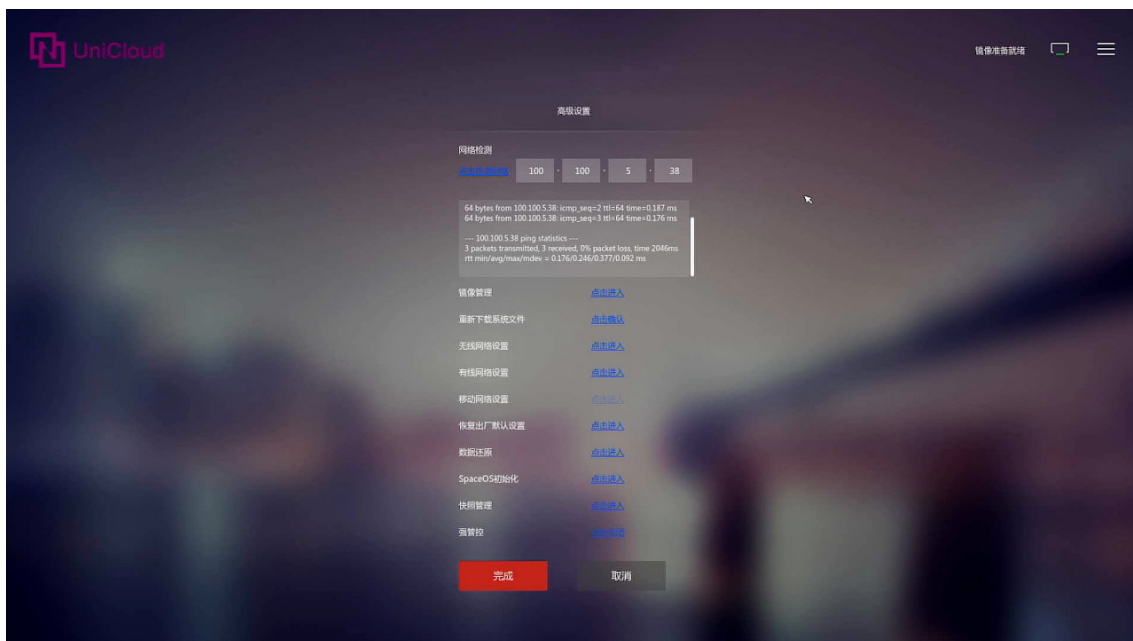 UniCloud
镜像准备就绪
高级设置
网络检测
100 · 100 · 5 · 38
64 bytes from 100.100.5.38: icmp_seq=2 ttl=64 time=0.187 ms
64 bytes from 100.100.5.38: icmp_seq=3 ttl=64 time=0.176 ms
--- 100.100.5.38 ping statistics ---
3 packets transmitted, 3 received, 0% packet loss, time 2046ms
rtt min/avg/max/mdev = 0.176/0.246/0.377/0.092 ms
镜像管理 点击进入
重新下载系统文件 点击确认
无线网络设置 点击进入
有线网络设置 点击进入
移动网络设置 点击进入
恢复出厂默认设置 点击进入
数据还原 点击进入
SpaceOS初始化 点击进入
快照管理 点击进入
强管控
完成 取消